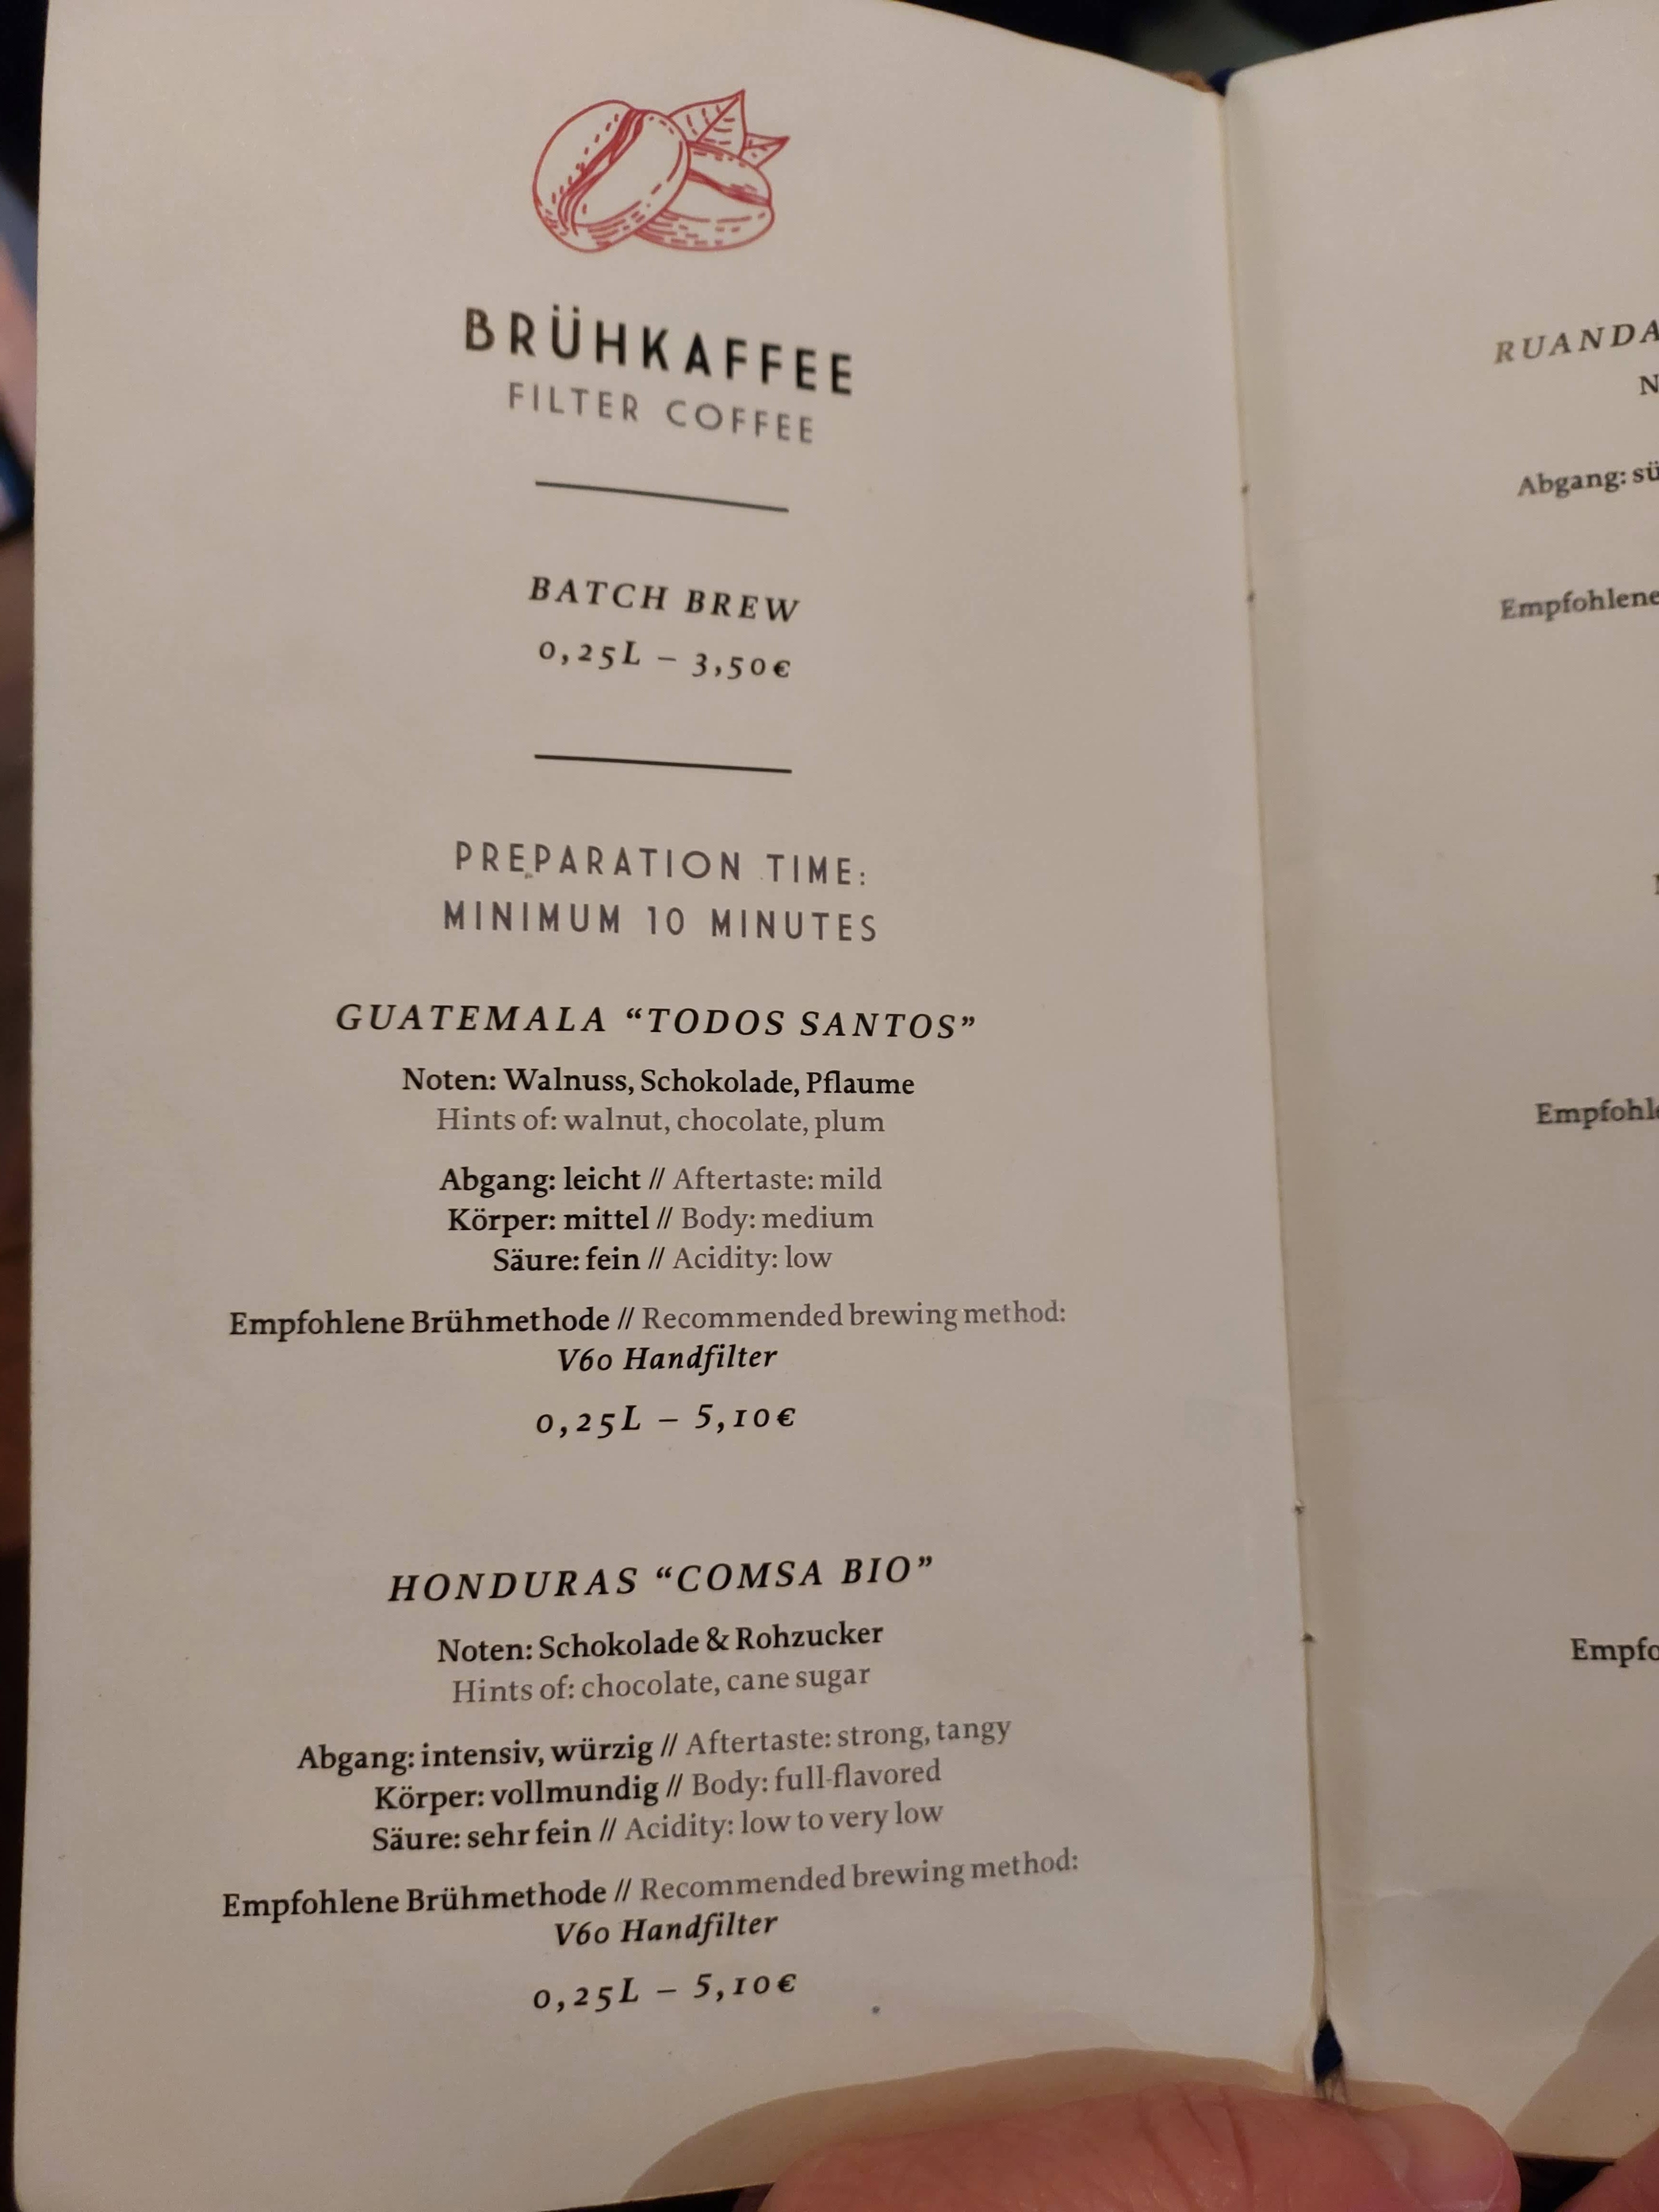 BRÜHKAFFEE
FILTER COFFEE
BATCH BREW
0,25L – 3,50€
PREPARATION TIME:
MINIMUM 10 MINUTES
GUATEMALA “TODOS SANTOS”
Noten: Walnuss, Schokolade, Pflaume
Hints of: walnut, chocolate, plum
Abgang: leicht // Aftertaste: mild
Körper: mittel // Body: medium
Säure: fein // Acidity: low
Empfohlene Brühmethode // Recommended brewing method:
V60 Handfilter
0,25L – 5,10€
HONDURAS “COMSA BIO”
Noten: Schokolade & Rohzucker
Hints of: chocolate, cane sugar
Abgang: intensiv, würzig // Aftertaste: strong, tangy
Körper: vollmundig // Body: full-flavored
Säure: sehr fein // Acidity: low to very low
Empfohlene Brühmethode // Recommended brewing method:
V60 Handfilter
0,25L – 5,10€
RUANDA
Abgang:
Empfohlene